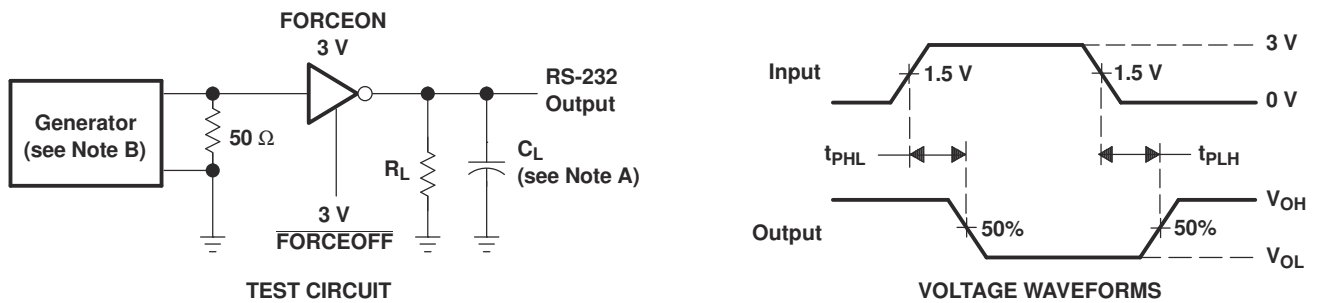 FORCEON
3 V
Generator
(see Note B)
50 Ω
RS-232
Output
R_L
C_L
(see Note A)
3 V
FORCEOFF
TEST CIRCUIT
Input
1.5 V
1.5 V
3 V
0 V
t_PHL
t_PLH
Output
50%
50%
V_OH
V_OL
VOLTAGE WAVEFORMS